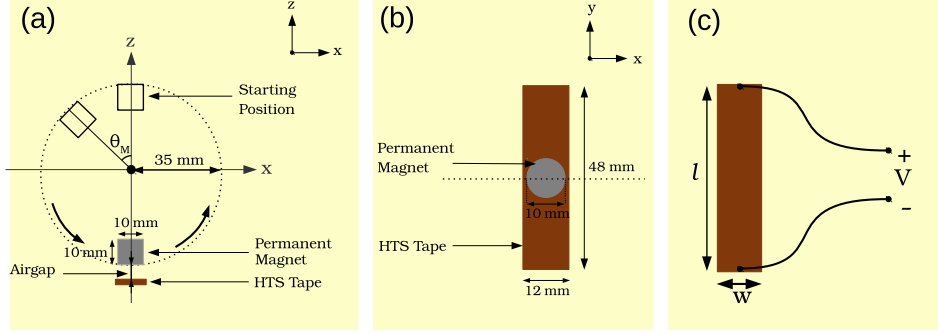 (a)
z
x
z
Starting
Position
θM
35 mm
x
10 mm
10 mm
Permanent
Magnet
Airgap
HTS Tape
(b)
y
x
Permanent
Magnet
48 mm
10 mm
HTS Tape
12 mm
(c)
l
+
V
-
w